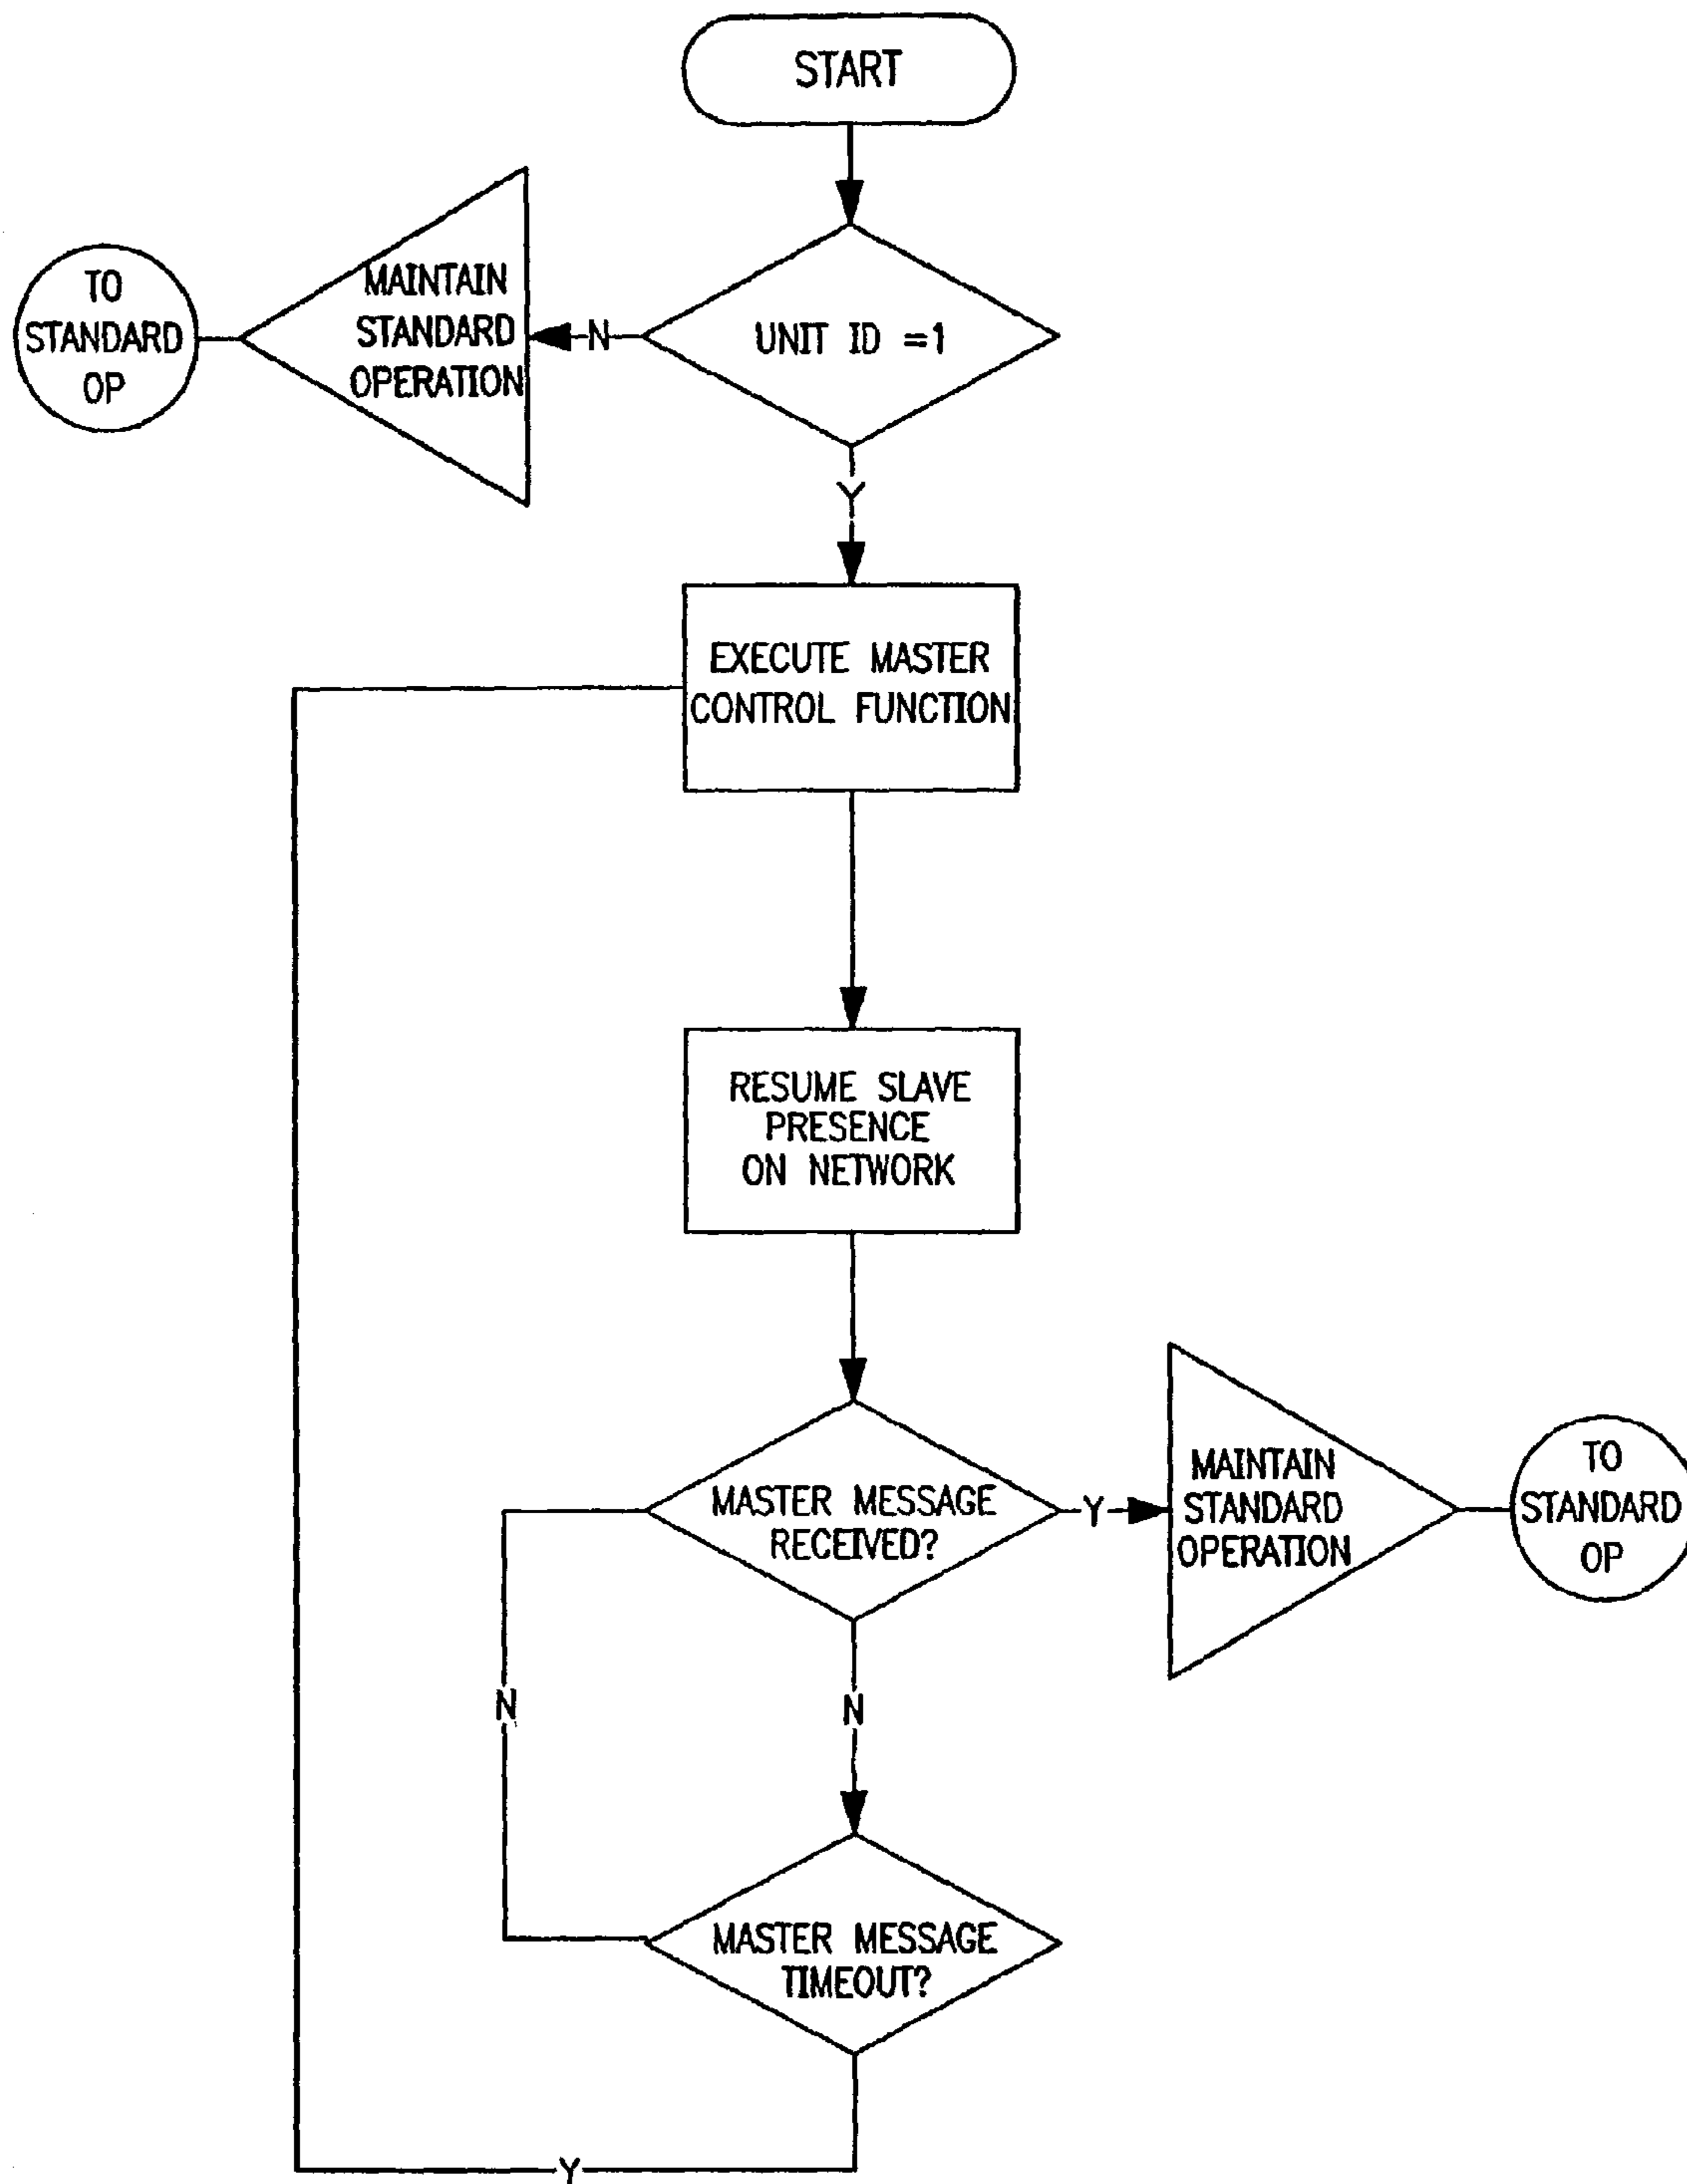 START
UNIT ID =1
N
MAINTAIN
STANDARD
OPERATION
TO
STANDARD
OP
Y
EXECUTE MASTER
CONTROL FUNCTION
RESUME SLAVE
PRESENCE
ON NETWORK
MASTER MESSAGE
RECEIVED?
Y
MAINTAIN
STANDARD
OPERATION
TO
STANDARD
OP
N
N
MASTER MESSAGE
TIMEOUT?
Y